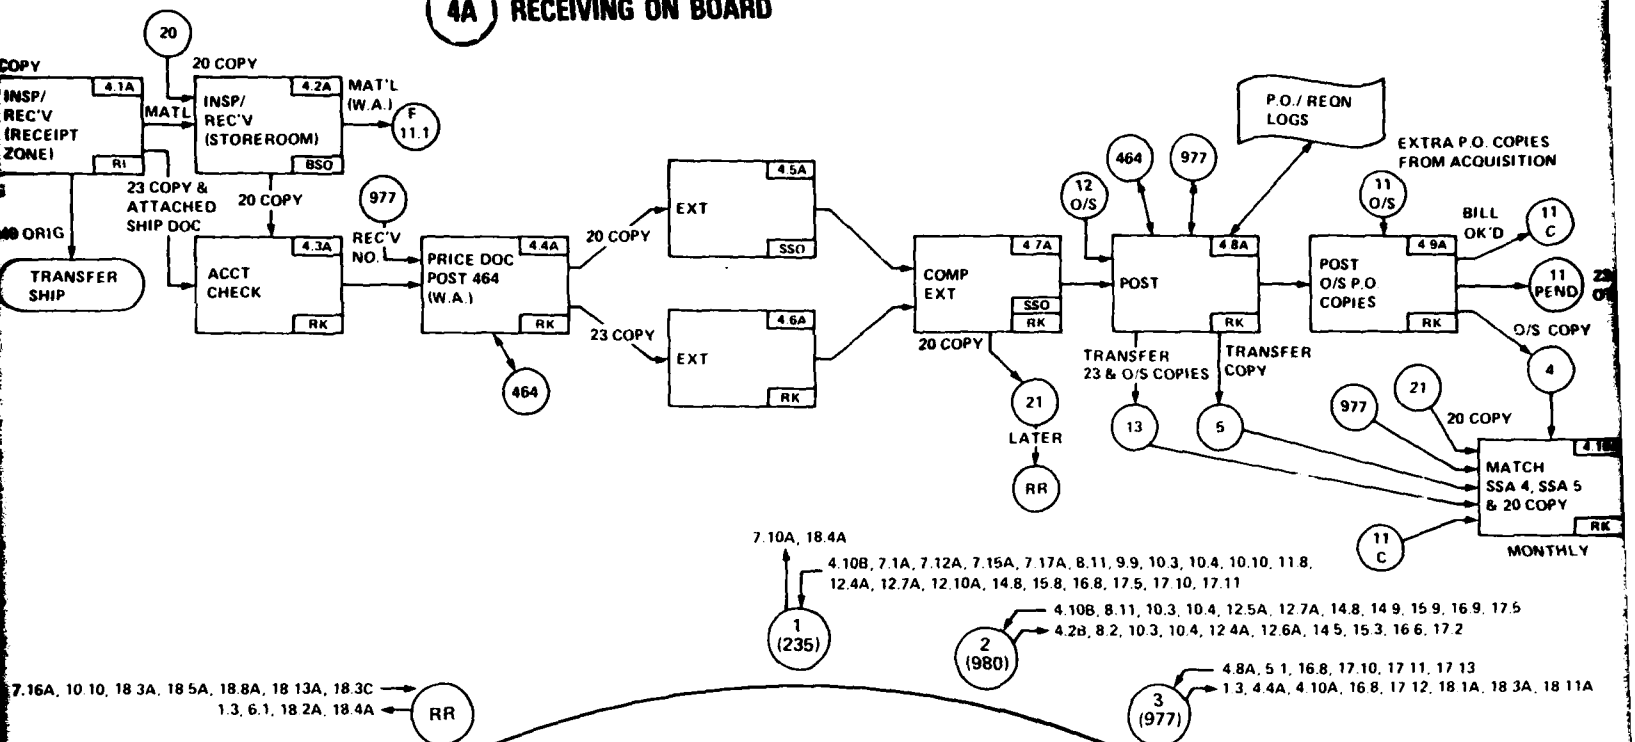 4A RECEIVING ON BOARD
20
COPY
4.1A
INSP/
REC'V
(RECEIPT
ZONE)
RI
MATL
20 COPY
4.2A
INSP/
REC'V
(STOREROOM)
BSO
MAT'L
(W.A.)
F
11.1
ORIG
TRANSFER
SHIP
23 COPY &
ATTACHED
SHIP DOC
20 COPY
4.3A
ACCT
CHECK
RK
977
REC'V
NO.
4.4A
PRICE DOC
POST 464
(W.A.)
RK
464
20 COPY
23 COPY
4.5A
EXT
SSO
4.6A
EXT
RK
4.7A
COMP
EXT
SSO
RK
20 COPY
21
LATER
RR
12
O/S
464
977
P.O./ REQN
LOGS
4.8A
POST
RK
TRANSFER
23 & O/S COPIES
TRANSFER
COPY
13
5
EXTRA P.O. COPIES
FROM ACQUISITION
11
O/S
4.9A
POST
O/S P.O.
COPIES
RK
BILL
OK'D
11
C
11
PEND
23
O/S COPY
4
977
21
20 COPY
MATCH
SSA 4, SSA 5
& 20 COPY
RK
MONTHLY
11
C
7.10A, 18.4A
4.10B, 7.1A, 7.12A, 7.15A, 7.17A, 8.11, 9.9, 10.3, 10.4, 10.10, 11.8,
12.4A, 12.7A, 12.10A, 14.8, 15.8, 16.8, 17.5, 17.10, 17.11
1
(235)
4.10B, 8.11, 10.3, 10.4, 12.5A, 12.7A, 14.8, 14 9, 15 9, 16.9, 17.5
4.2B, 8.2, 10.3, 10.4, 12 4A, 12.6A, 14 5, 15.3, 16 6, 17.2
2
(980)
4.8A, 5 1, 16.8, 17.10, 17 11, 17 13
1.3, 4.4A, 4.10A, 16.8, 17 12, 18.1A, 18 3A, 18 11A
3
(977)
7.16A, 10.10, 18 3A, 18 5A, 18.8A, 18 13A, 18.3C
1.3, 6.1, 18.2A, 18.4A
RR